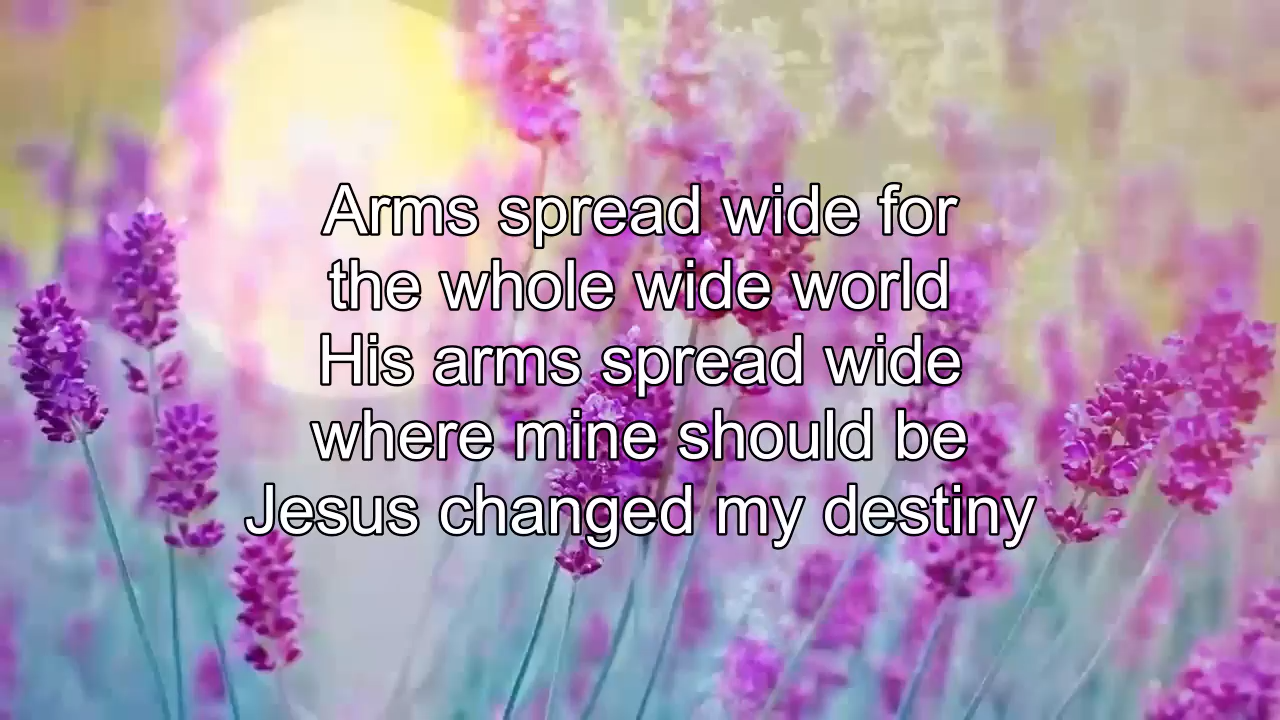 Arms spread wide for
the whole wide world
His arms spread wide
where mine should be
Jesus changed my destiny